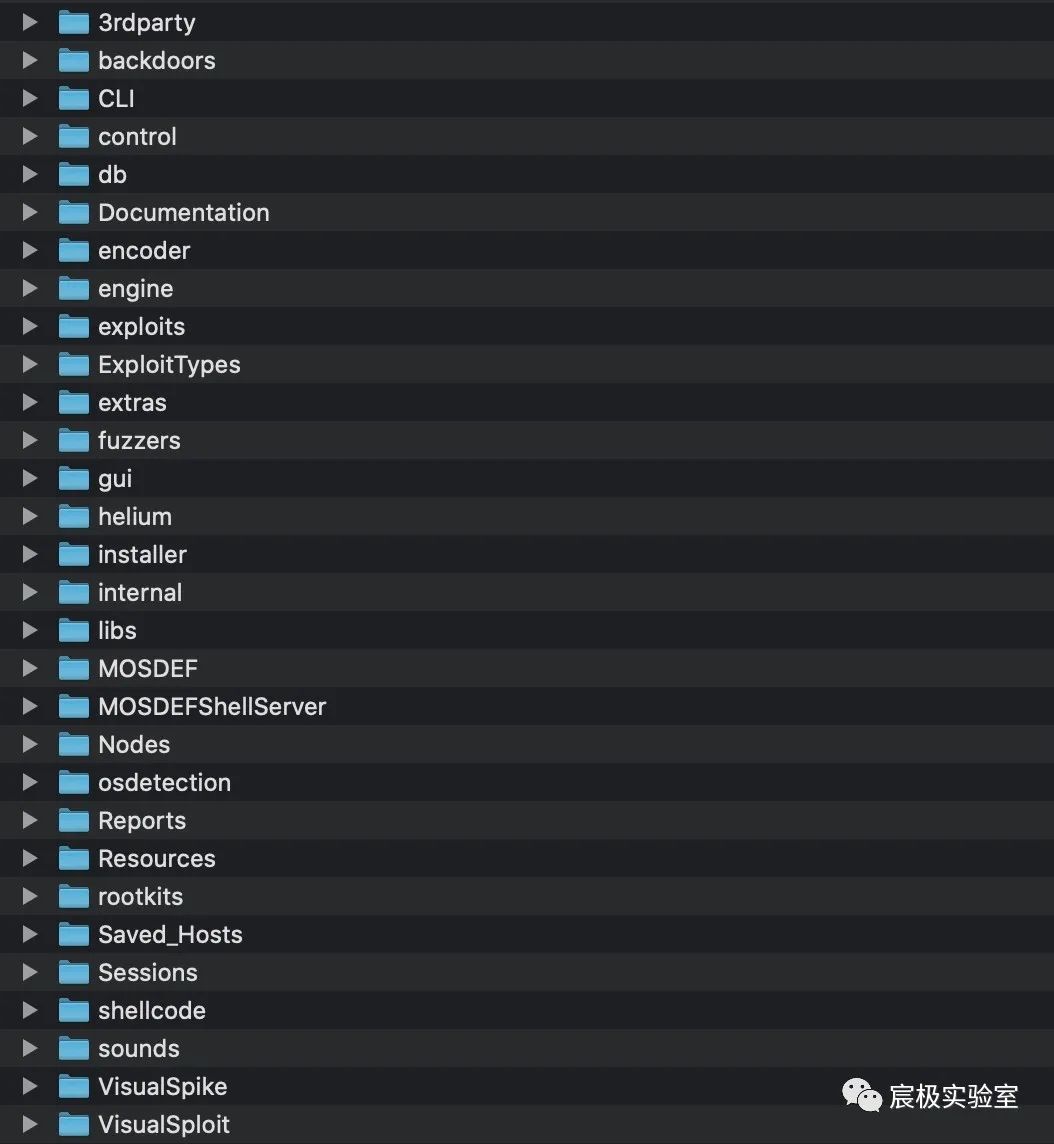 3rdparty
backdoors
CLI
control
db
Documentation
encoder
engine
exploits
ExploitTypes
extras
fuzzers
gui
helium
installer
internal
libs
MOSDEF
MOSDEFShellServer
Nodes
osdetection
Reports
Resources
rootkits
Saved_Hosts
Sessions
shellcode
sounds
VisualSpike
宸极实验室
VisualSploit